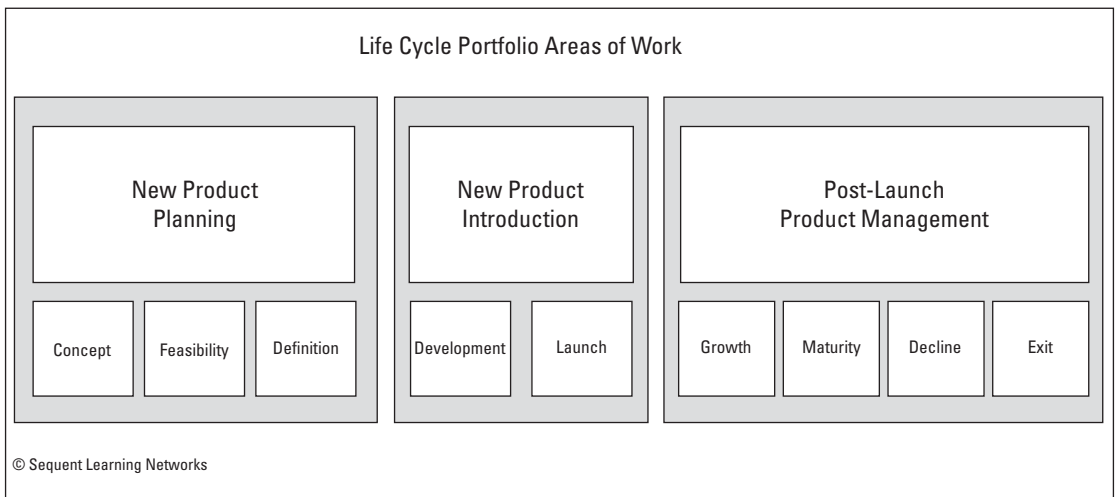 Life Cycle Portfolio Areas of Work
New Product
Planning
New Product
Introduction
Post-Launch
Product Management
Concept
Feasibility
Definition
Development
Launch
Growth
Maturity
Decline
Exit
© Sequent Learning Networks